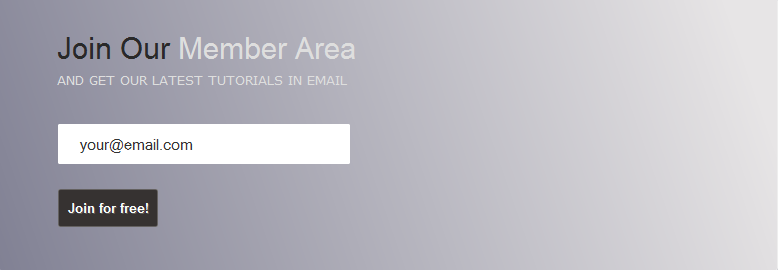 Join Our Member Area
AND GET OUR LATEST TUTORIALS IN EMAIL
your@email.com
Join for free!